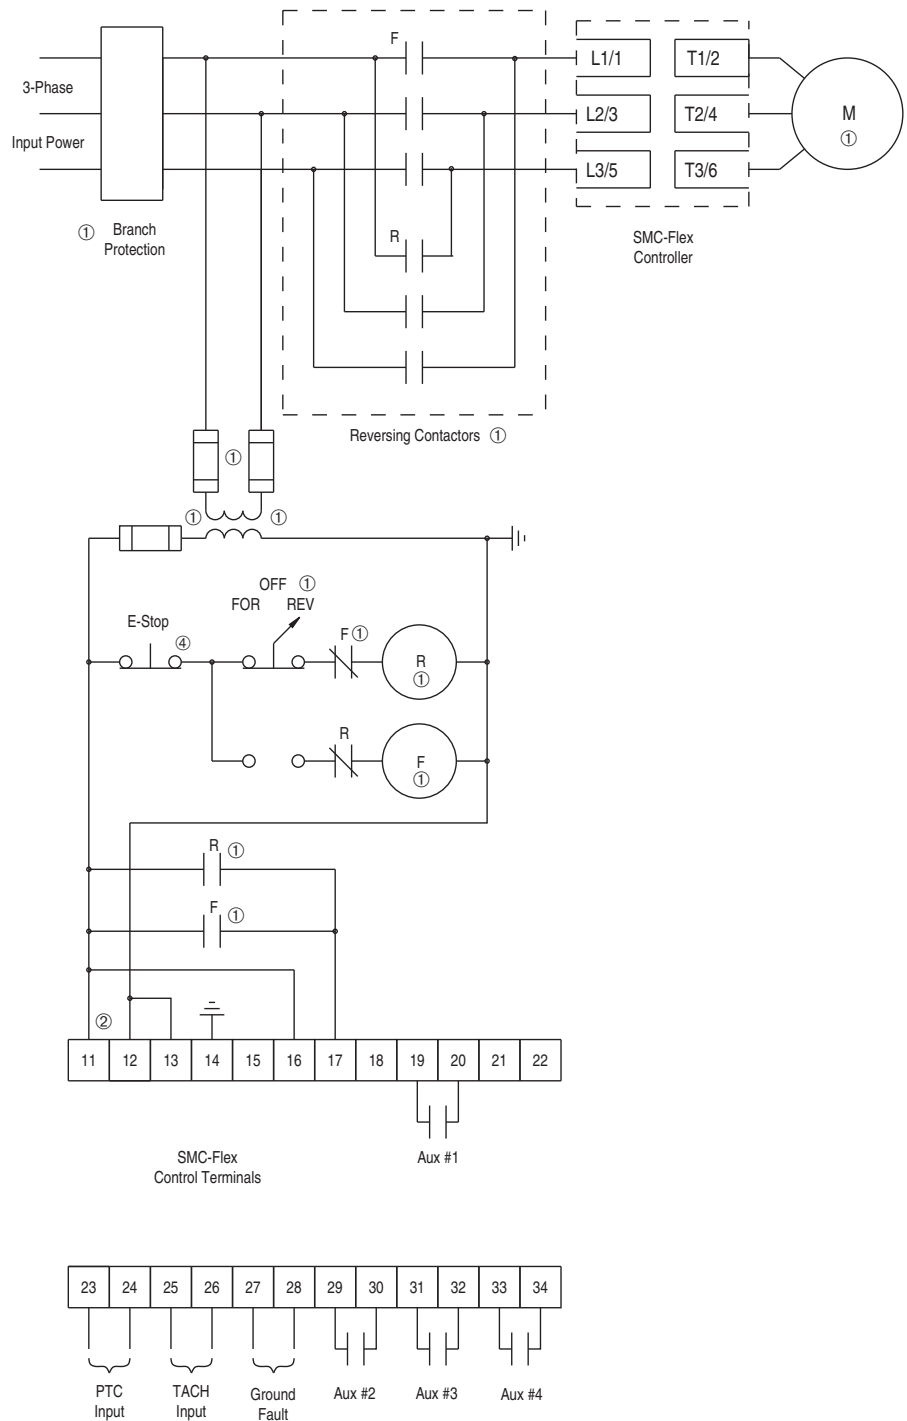 F
L1/1 T1/2
3-Phase
L2/3 T2/4 M
①
Input Power
L3/5 T3/6
① Branch
Protection
R
SMC-Flex
Controller
Reversing Contactors ①
①
① ①
OFF ①
FOR REV
E-Stop
④
F ①
R
①
R
F
①
R ①
F ①
②
11 12 13 14 15 16 17 18 19 20 21 22
SMC-Flex
Control Terminals
Aux #1
23 24 25 26 27 28 29 30 31 32 33 34
PTC
Input
TACH
Input
Ground
Fault
Aux #2 Aux #3 Aux #4